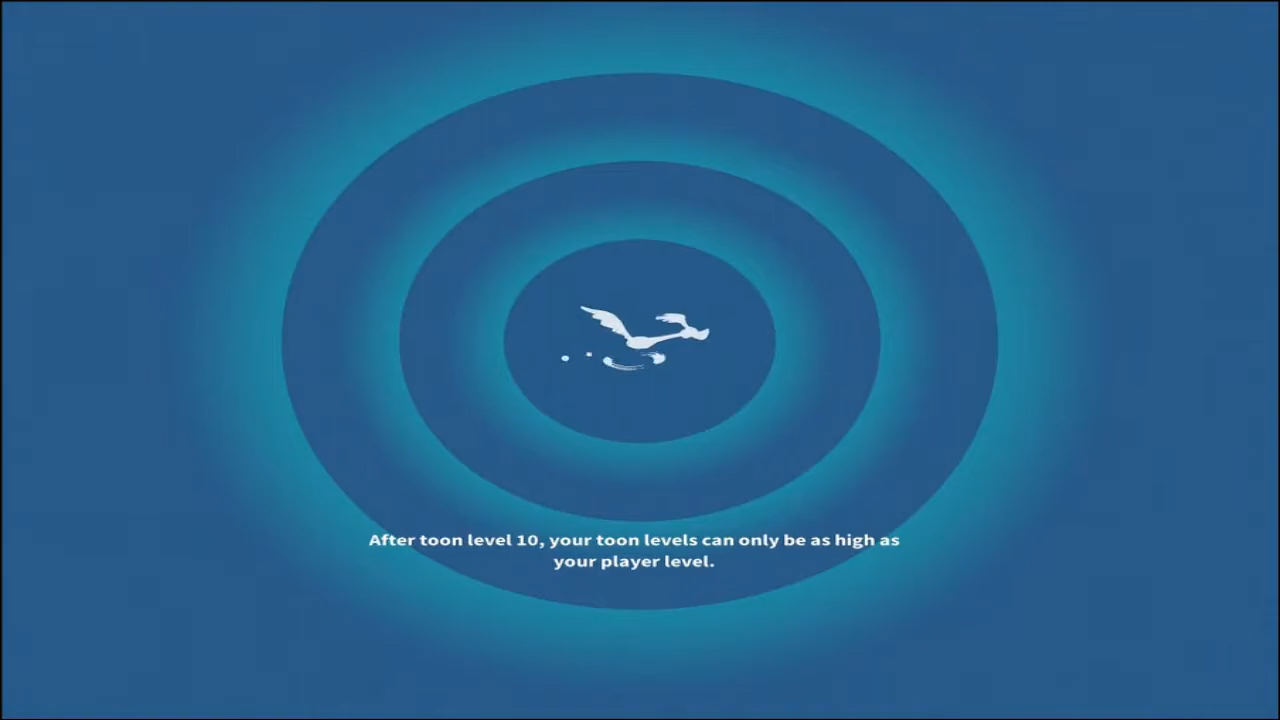 After toon level 10, your toon levels can only be as high as
your player level.